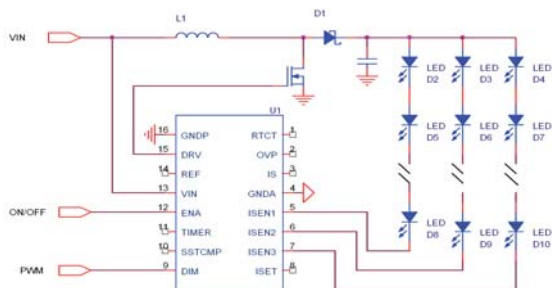 L1
D1
VIN
LED D2
LED D3
LED D4
U1
16 GNDP RTCT 1
15 DRV OVP 2
14 REF IS 3
13 VIN GNDA 4
12 ENA ISEN1 5
11 TIMER ISEN2 6
10 SSTCMP ISEN3 7
9 DIM ISET 8
LED D5
LED D6
LED D7
ON/OFF
PWM
LED D8
LED D9
LED D10